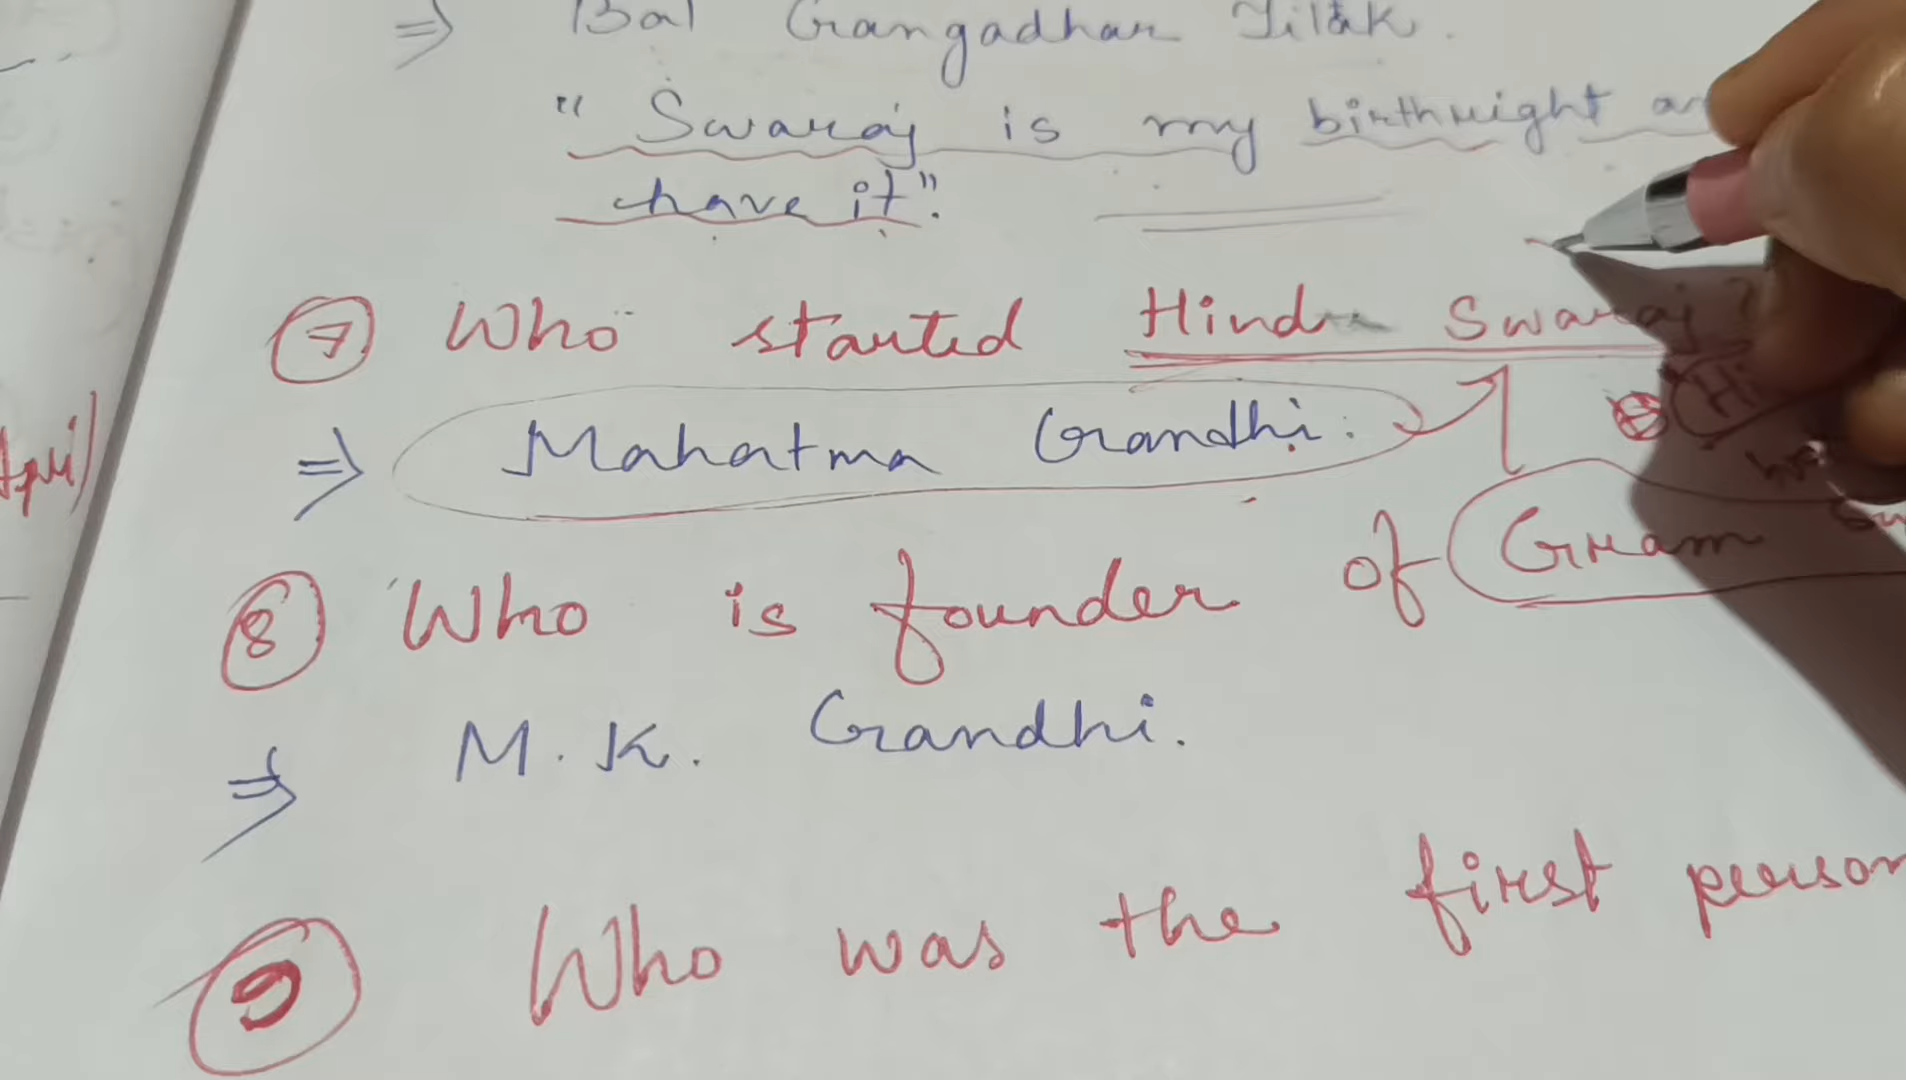 ⇒ Bal Gangadhar Tilak.
"Swaraj is my birthright
have it".
⑦ Who started Hind Swaraj?
⇒ Mahatma Gandhi.
⑧ Who is founder of Gram
⇒ M. K. Gandhi.
⑨ Who was the first person
April)